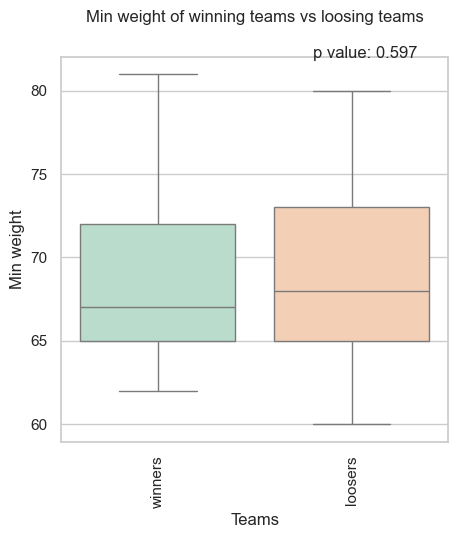 Min weight of winning teams vs loosing teams
p value: 0.597
80
75
70
65
60
Min weight
winners
loosers
Teams